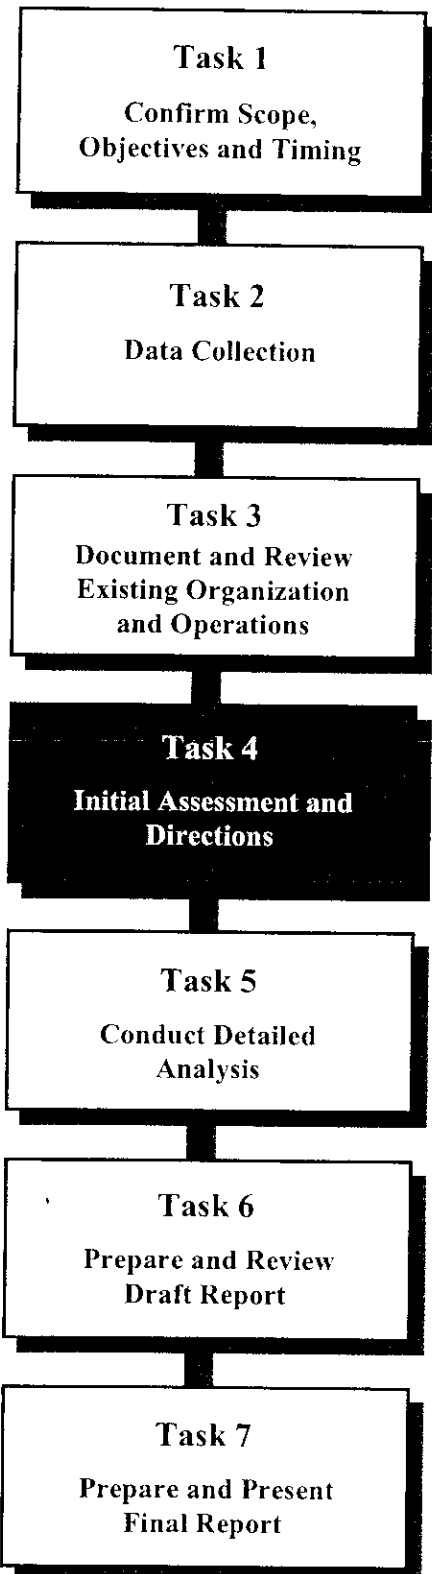 Task 1
Confirm Scope,
Objectives and Timing
Task 2
Data Collection
Task 3
Document and Review
Existing Organization
and Operations
Task 4
Initial Assessment and
Directions
Task 5
Conduct Detailed
Analysis
Task 6
Prepare and Review
Draft Report
Task 7
Prepare and Present
Final Report